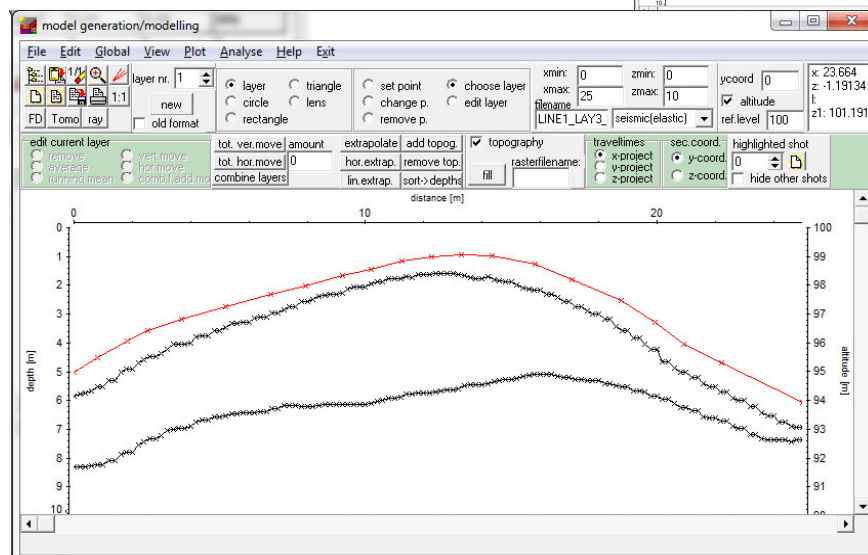 model generation/modelling
File Edit Global View Plot Analyse Help Exit
layer nr. 1
new
old format
1/1
1:1
FD Tomo ray
layer triangle
circle lens
rectangle
set point choose layer
change p. edit layer
remove p.
xmin: 0 zmin: 0
xmax: 25 zmax: 10
filename
LINE1_LAY3_ seismic(elastic)
ycoord 0
altitude
ref.level 100
x: 23.664
z: -1.19134
l:
z1: 101.191
edit current layer
remove vert.move
average hor.move
running mean comb.f.add.mo
tot. ver.move amount
tot. hor.move 0
combine layers
extrapolate add topog.
hor.extrap. remove top.
lin.extrap. sort->depths
topography
rasterfilename:
fill
traveltimes
x-project
y-project
z-project
sec.coord.
y-coord.
z-coord.
highlighted shot
0
hide other shots
distance [m]
0 10 20
0 100
1 99
2 98
3 97
4 96
5 95
6 94
7 93
8 92
9 91
10 90
depth [m]
altitude [m]